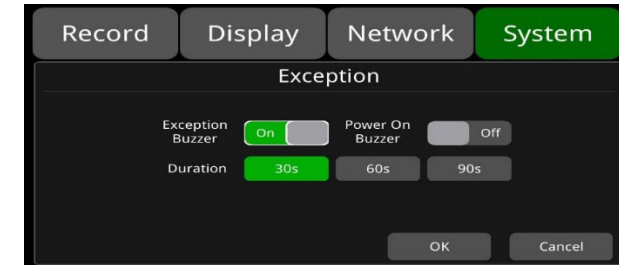 Record Display Network System
Exception
Exception Buzzer On Power On Buzzer Off
Duration 30s 60s 90s
OK Cancel